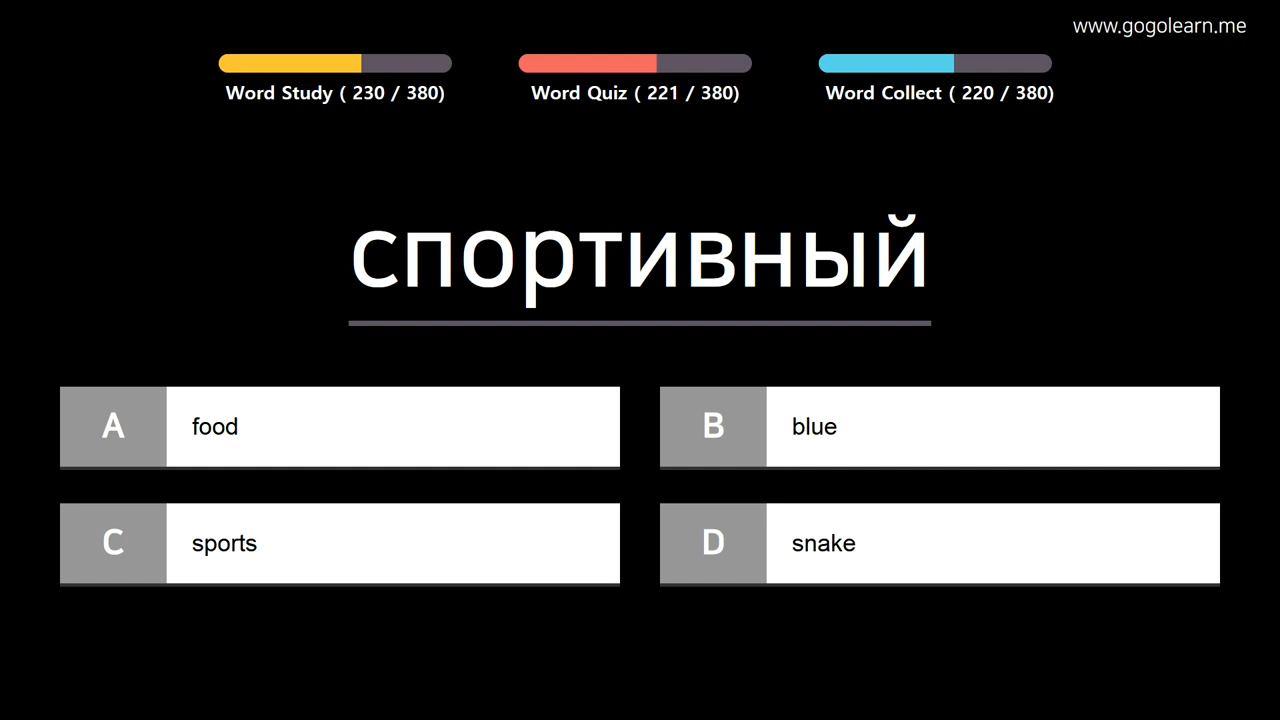 www.gogolearn.me
Word Study ( 230 / 380)
Word Quiz ( 221 / 380)
Word Collect ( 220 / 380)
спортивный
A food
B blue
C sports
D snake